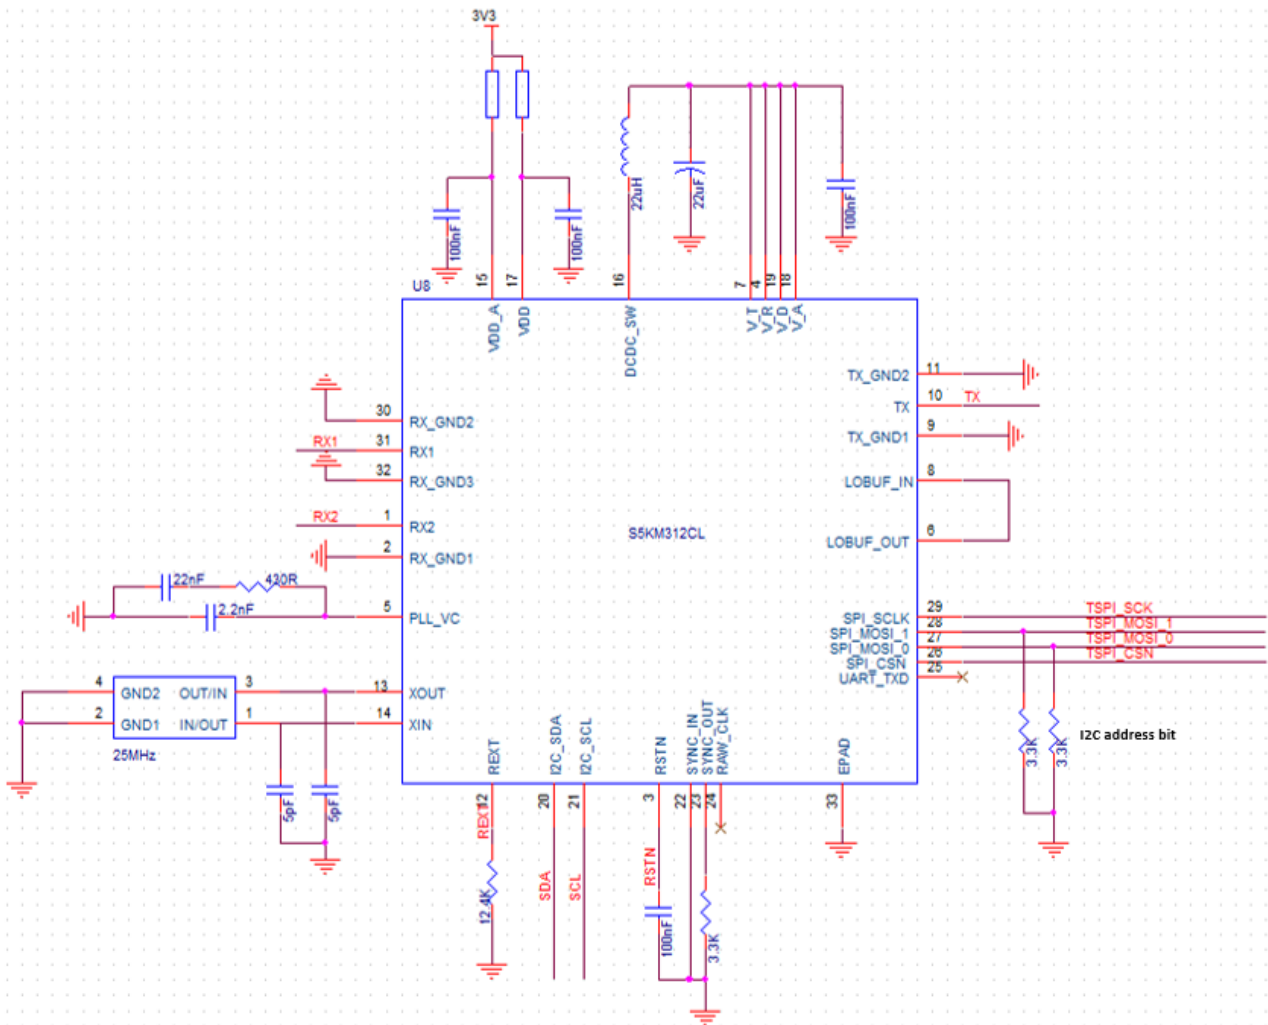 3V3
22uH
22uF
100nF
100nF
100nF
U8
15
17
16
7
4
19
18
VDD_A
VDD
DCDC_SW
V_T
V_R
V_D
V_A
30
RX_GND2
RX1
31
RX1
32
RX_GND3
RX2
1
RX2
2
RX_GND1
22nF
430R
2.2nF
5
PLL_VC
4
GND2
OUT/IN
3
13
XOUT
2
GND1
IN/OUT
1
14
XIN
25MHz
5pF
5pF
S5KM312CL
TX_GND2
11
TX
10
TX
TX_GND1
9
LOBUF_IN
8
LOBUF_OUT
6
SPI_SCLK
29
TSPI_SCK
SPI_MOSI_1
28
TSPI_MOSI_1
SPI_MOSI_0
27
TSPI_MOSI_0
SPI_CSN
26
TSPI_CSN
UART_TXD
25
3.3K
3.3K
I2C address bit
REXT
I2C_SDA
I2C_SCL
RSTN
SYNC_IN
SYNC_OUT
RAW_CLK
EPAD
12
20
21
3
22
23
24
33
REXT
SDA
SCL
RSTN
12.4K
100nF
3.3K